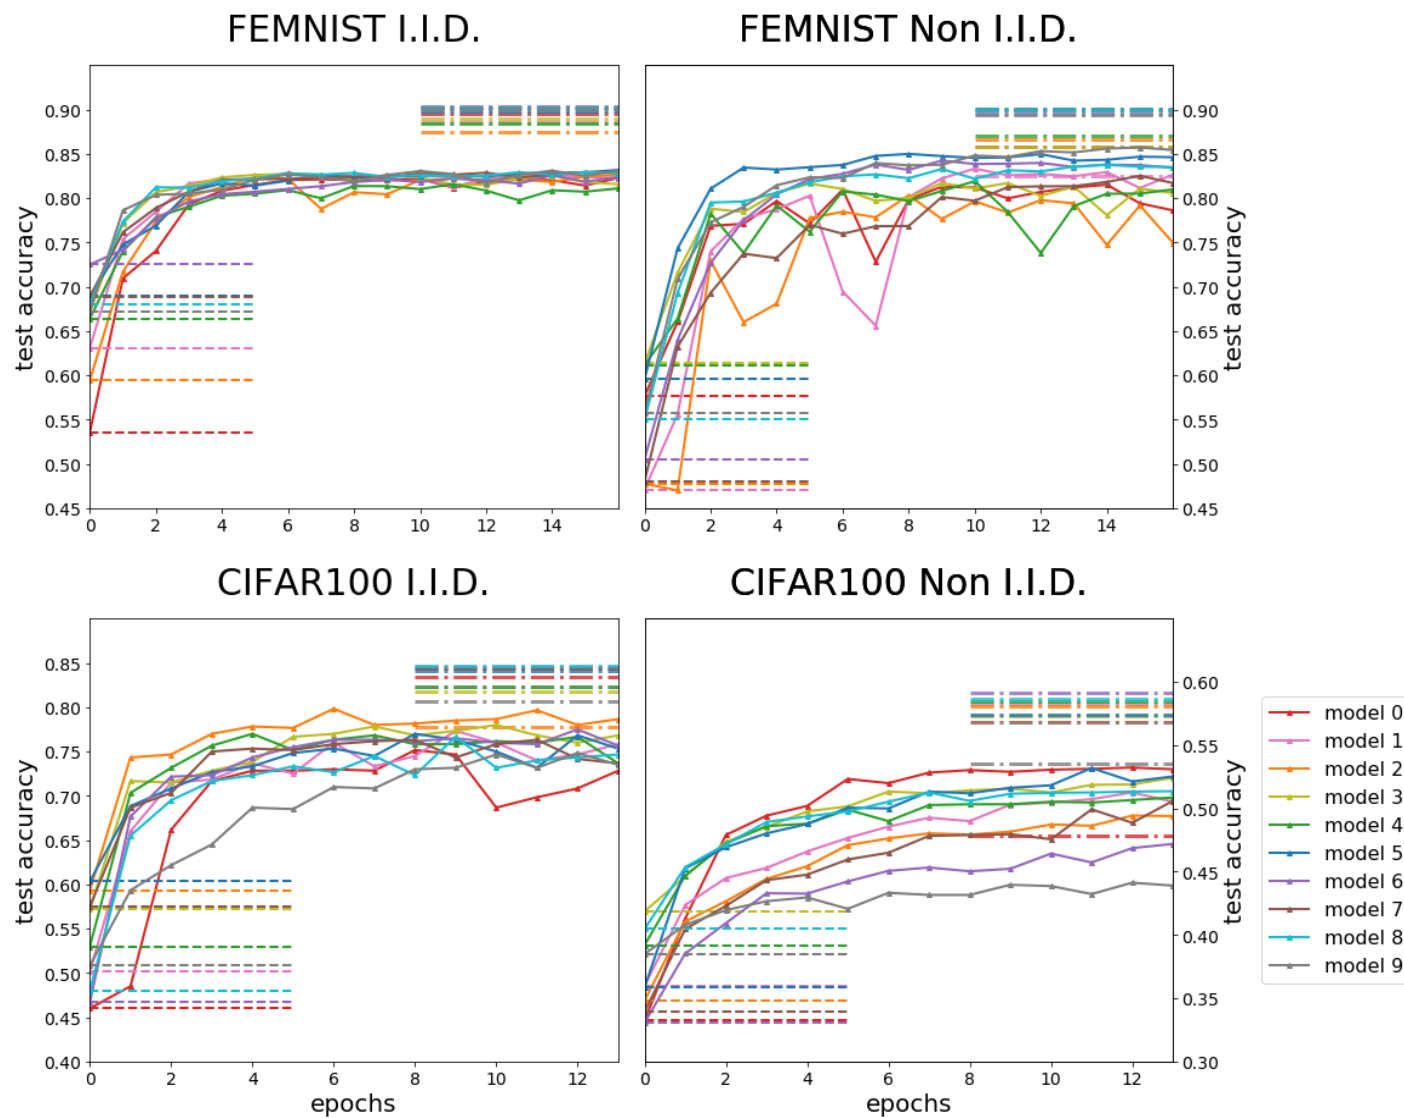 FEMNIST I.I.D.
FEMNIST Non I.I.D.
test accuracy
0.90
0.85
0.80
0.75
0.70
0.65
0.60
0.55
0.50
0.45
0 2 4 6 8 10 12 14
0 2 4 6 8 10 12 14
0.90
0.85
0.80
0.75
0.70
0.65
0.60
0.55
0.50
0.45
test accuracy
CIFAR100 I.I.D.
CIFAR100 Non I.I.D.
test accuracy
0.85
0.80
0.75
0.70
0.65
0.60
0.55
0.50
0.45
0.40
0 2 4 6 8 10 12
epochs
0 2 4 6 8 10 12
epochs
0.60
0.55
0.50
0.45
0.40
0.35
0.30
test accuracy
model 0
model 1
model 2
model 3
model 4
model 5
model 6
model 7
model 8
model 9